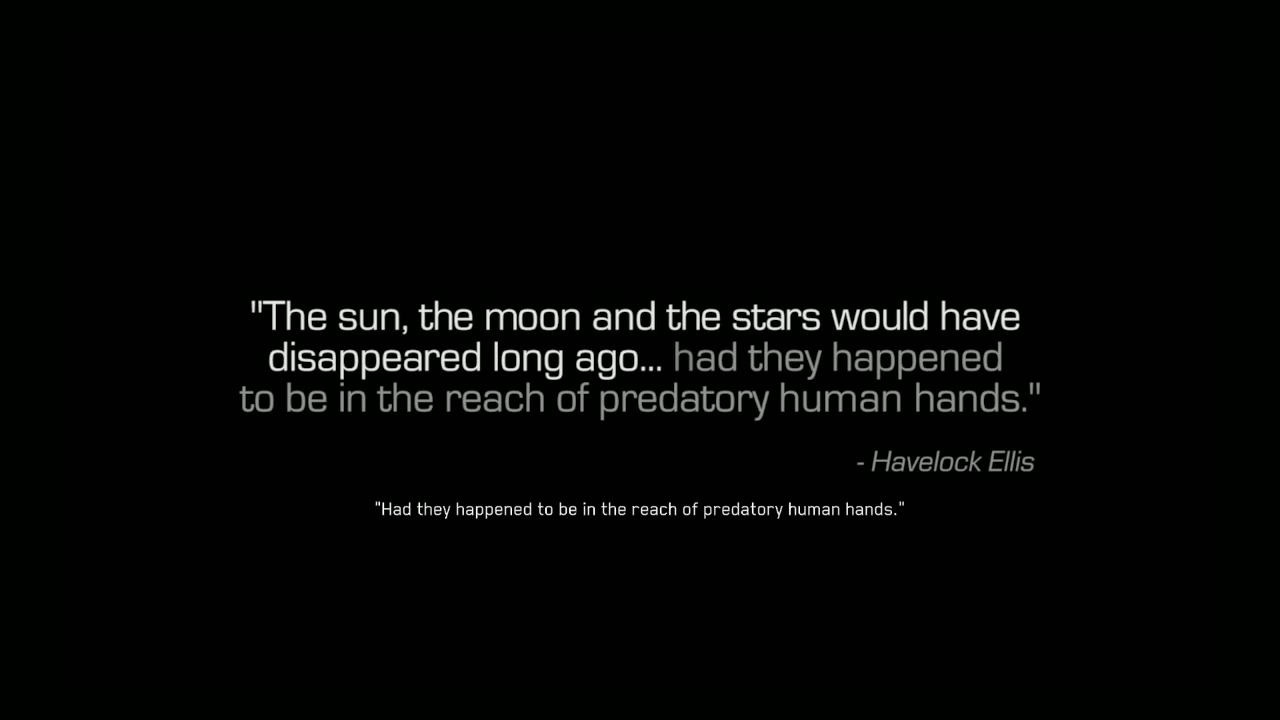 "The sun, the moon and the stars would have
disappeared long ago... had they happened
to be in the reach of predatory human hands."
- Havelock Ellis
"Had they happened to be in the reach of predatory human hands."